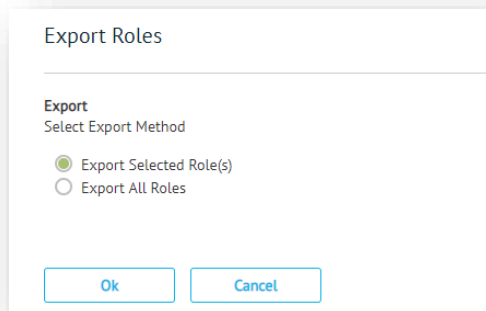 Export Roles
Export
Select Export Method
Export Selected Role(s)
Export All Roles
Ok
Cancel